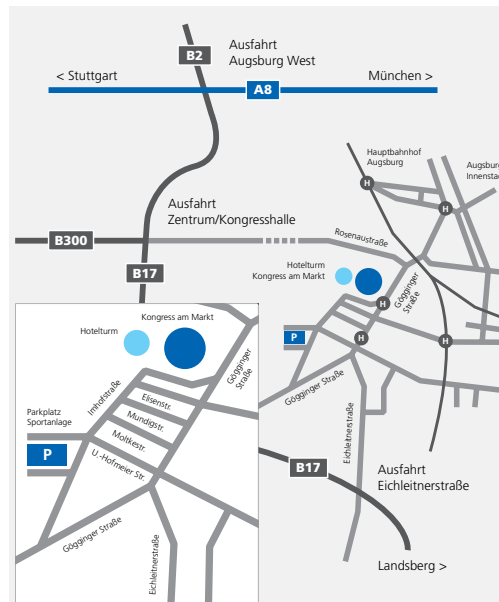 B2
Ausfahrt
Augsburg West
< Stuttgart
München >
A8
Hauptbahnhof
Augsburg
Augsburg
H
H
Ausfahrt
Zentrum/Kongresshalle
Rosenaustraße
B300
B17
Hotelturm
Kongress am Markt
Gögginger
Straße
H
H
H
P
Gögginger Straße
Eichleitnerstraße
B17
Ausfahrt
Eichleitnerstraße
Landsberg >
Kongress am Markt
Hotelturm
Gögginger
Straße
Imhofstraße
Elisenstr.
Mundigstr.
Moltkestr.
U.-Hofmeier Str.
Parkplatz
Sportanlage
P
Gögginger Straße
Eichleitnerstraße